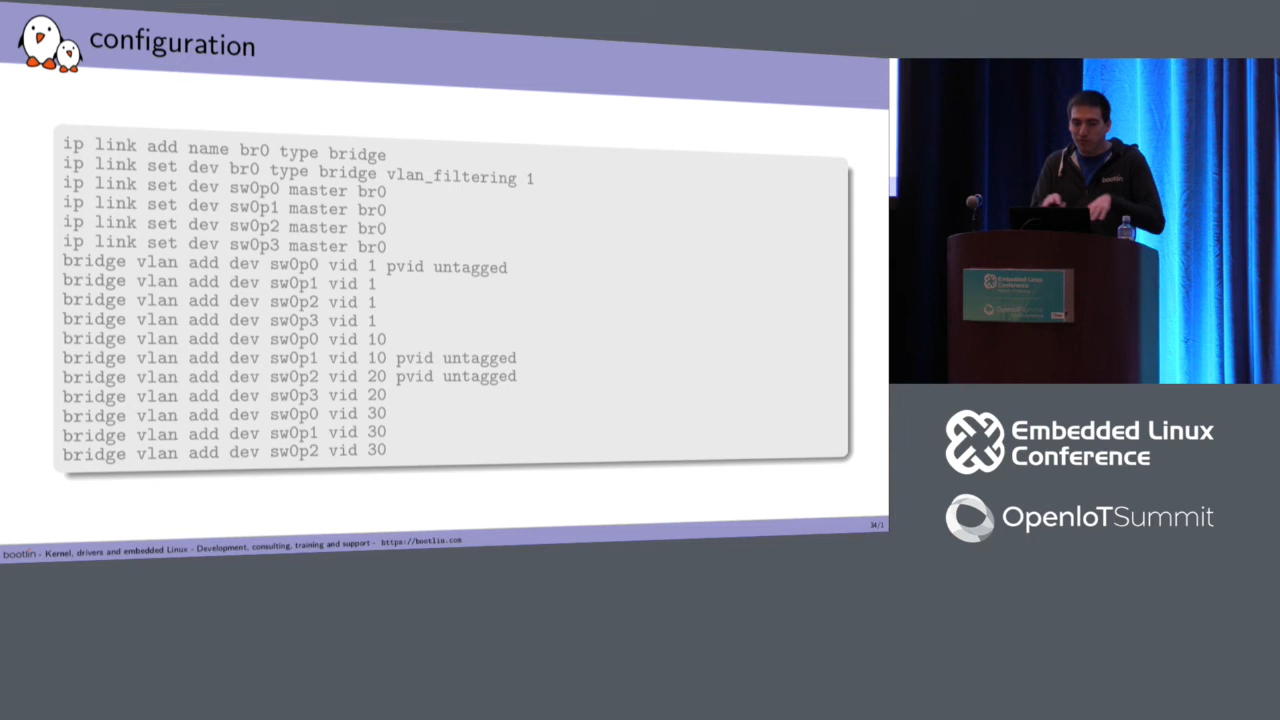 configuration
ip link add name br0 type bridge
ip link set dev br0 type bridge vlan_filtering 1
ip link set dev sw0p0 master br0
ip link set dev sw0p1 master br0
ip link set dev sw0p2 master br0
ip link set dev sw0p3 master br0
bridge vlan add dev sw0p0 vid 1 pvid untagged
bridge vlan add dev sw0p1 vid 1
bridge vlan add dev sw0p2 vid 1
bridge vlan add dev sw0p3 vid 1
bridge vlan add dev sw0p0 vid 10
bridge vlan add dev sw0p1 vid 10 pvid untagged
bridge vlan add dev sw0p2 vid 20 pvid untagged
bridge vlan add dev sw0p3 vid 20
bridge vlan add dev sw0p0 vid 30
bridge vlan add dev sw0p1 vid 30
bridge vlan add dev sw0p2 vid 30
34/1
bootlin - Kernel, drivers and embedded Linux - Development, consulting, training and support - https://bootlin.com
bootlin
Embedded Linux
Conference
OpenIoTSummit
Embedded Linux
Conference
OpenIoTSummit